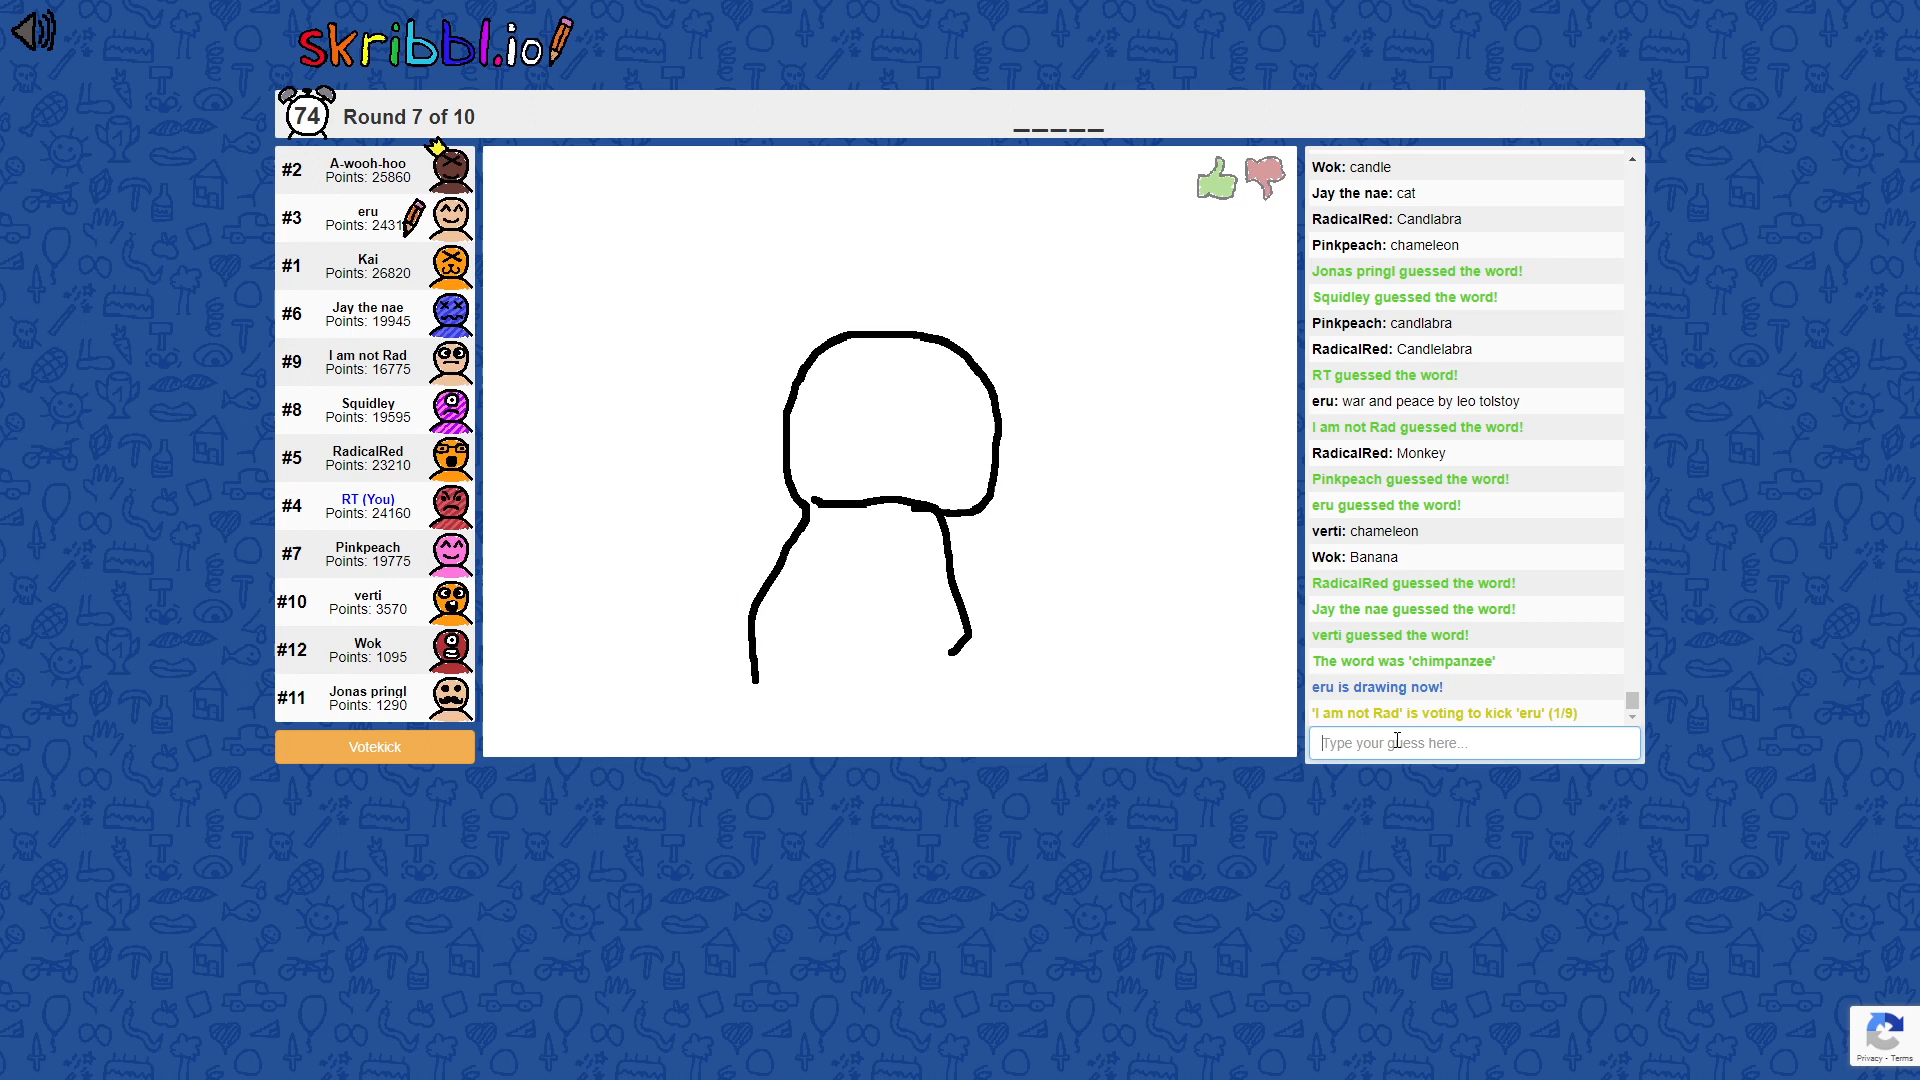 skribbl.io
74
Round 7 of 10
_ _ _ _ _
#2
A-wooh-hoo
Points: 25860
#3
eru
Points: 2431
#1
Kai
Points: 26820
#6
Jay the nae
Points: 19945
#9
I am not Rad
Points: 16775
#8
Squidley
Points: 19595
#5
RadicalRed
Points: 23210
#4
RT (You)
Points: 24160
#7
Pinkpeach
Points: 19775
#10
verti
Points: 3570
#12
Wok
Points: 1095
#11
Jonas pringl
Points: 1290
Votekick
Wok: candle
Jay the nae: cat
RadicalRed: Candlabra
Pinkpeach: chameleon
Jonas pringl guessed the word!
Squidley guessed the word!
Pinkpeach: candlabra
RadicalRed: Candlelabra
RT guessed the word!
eru: war and peace by leo tolstoy
I am not Rad guessed the word!
RadicalRed: Monkey
Pinkpeach guessed the word!
eru guessed the word!
verti: chameleon
Wok: Banana
RadicalRed guessed the word!
Jay the nae guessed the word!
verti guessed the word!
The word was 'chimpanzee'
eru is drawing now!
'I am not Rad' is voting to kick 'eru' (1/9)
Type your guess here...
Privacy - Terms